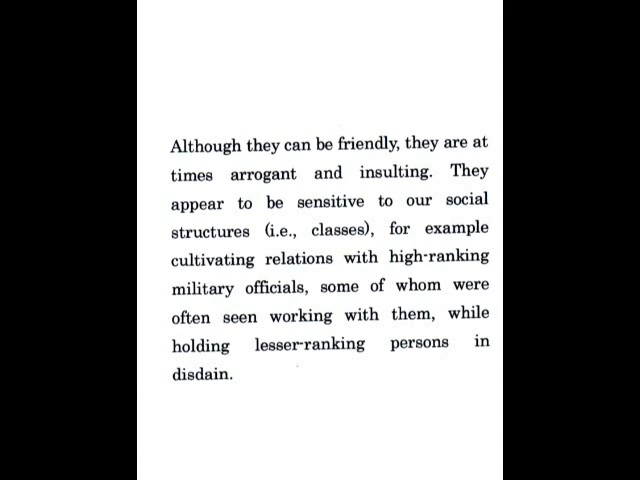 Although they can be friendly, they are at
times arrogant and insulting. They
appear to be sensitive to our social
structures (i.e., classes), for example
cultivating relations with high-ranking
military officials, some of whom were
often seen working with them, while
holding lesser-ranking persons in
disdain.